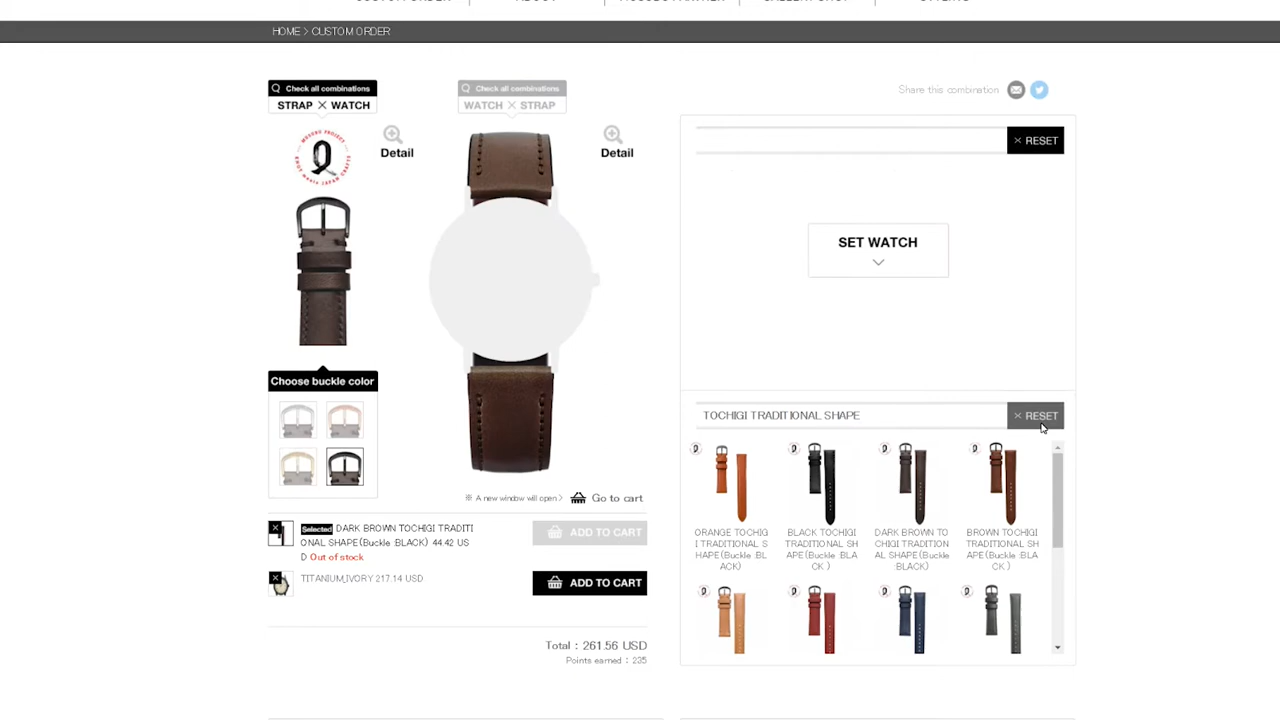 HOME > CUSTOM ORDER
Check all combinations
STRAP × WATCH
Check all combinations
WATCH × STRAP
Share this combination
Detail
Detail
× RESET
SET WATCH
Choose buckle color
※ A new window will open >
Go to cart
Selected DARK BROWN TOCHIGI TRADITI
ONAL SHAPE(Buckle :BLACK) 44.42 US
D Out of stock
ADD TO CART
TITANIUM,IVORY 217.14 USD
ADD TO CART
Total : 261.56 USD
Points earned : 235
TOCHIGI TRADITIONAL SHAPE
× RESET
ORANGE TOCHIG
I TRADITIONAL S
HAPE(Buckle :BL
ACK)
BLACK TOCHIGI
TRADITIONAL SH
APE(Buckle :BLA
CK )
DARK BROWN TO
CHIGI TRADITION
AL SHAPE(Buckle
:BLACK)
BROWN TOCHIGI
TRADITIONAL SH
APE(Buckle :BLA
CK )